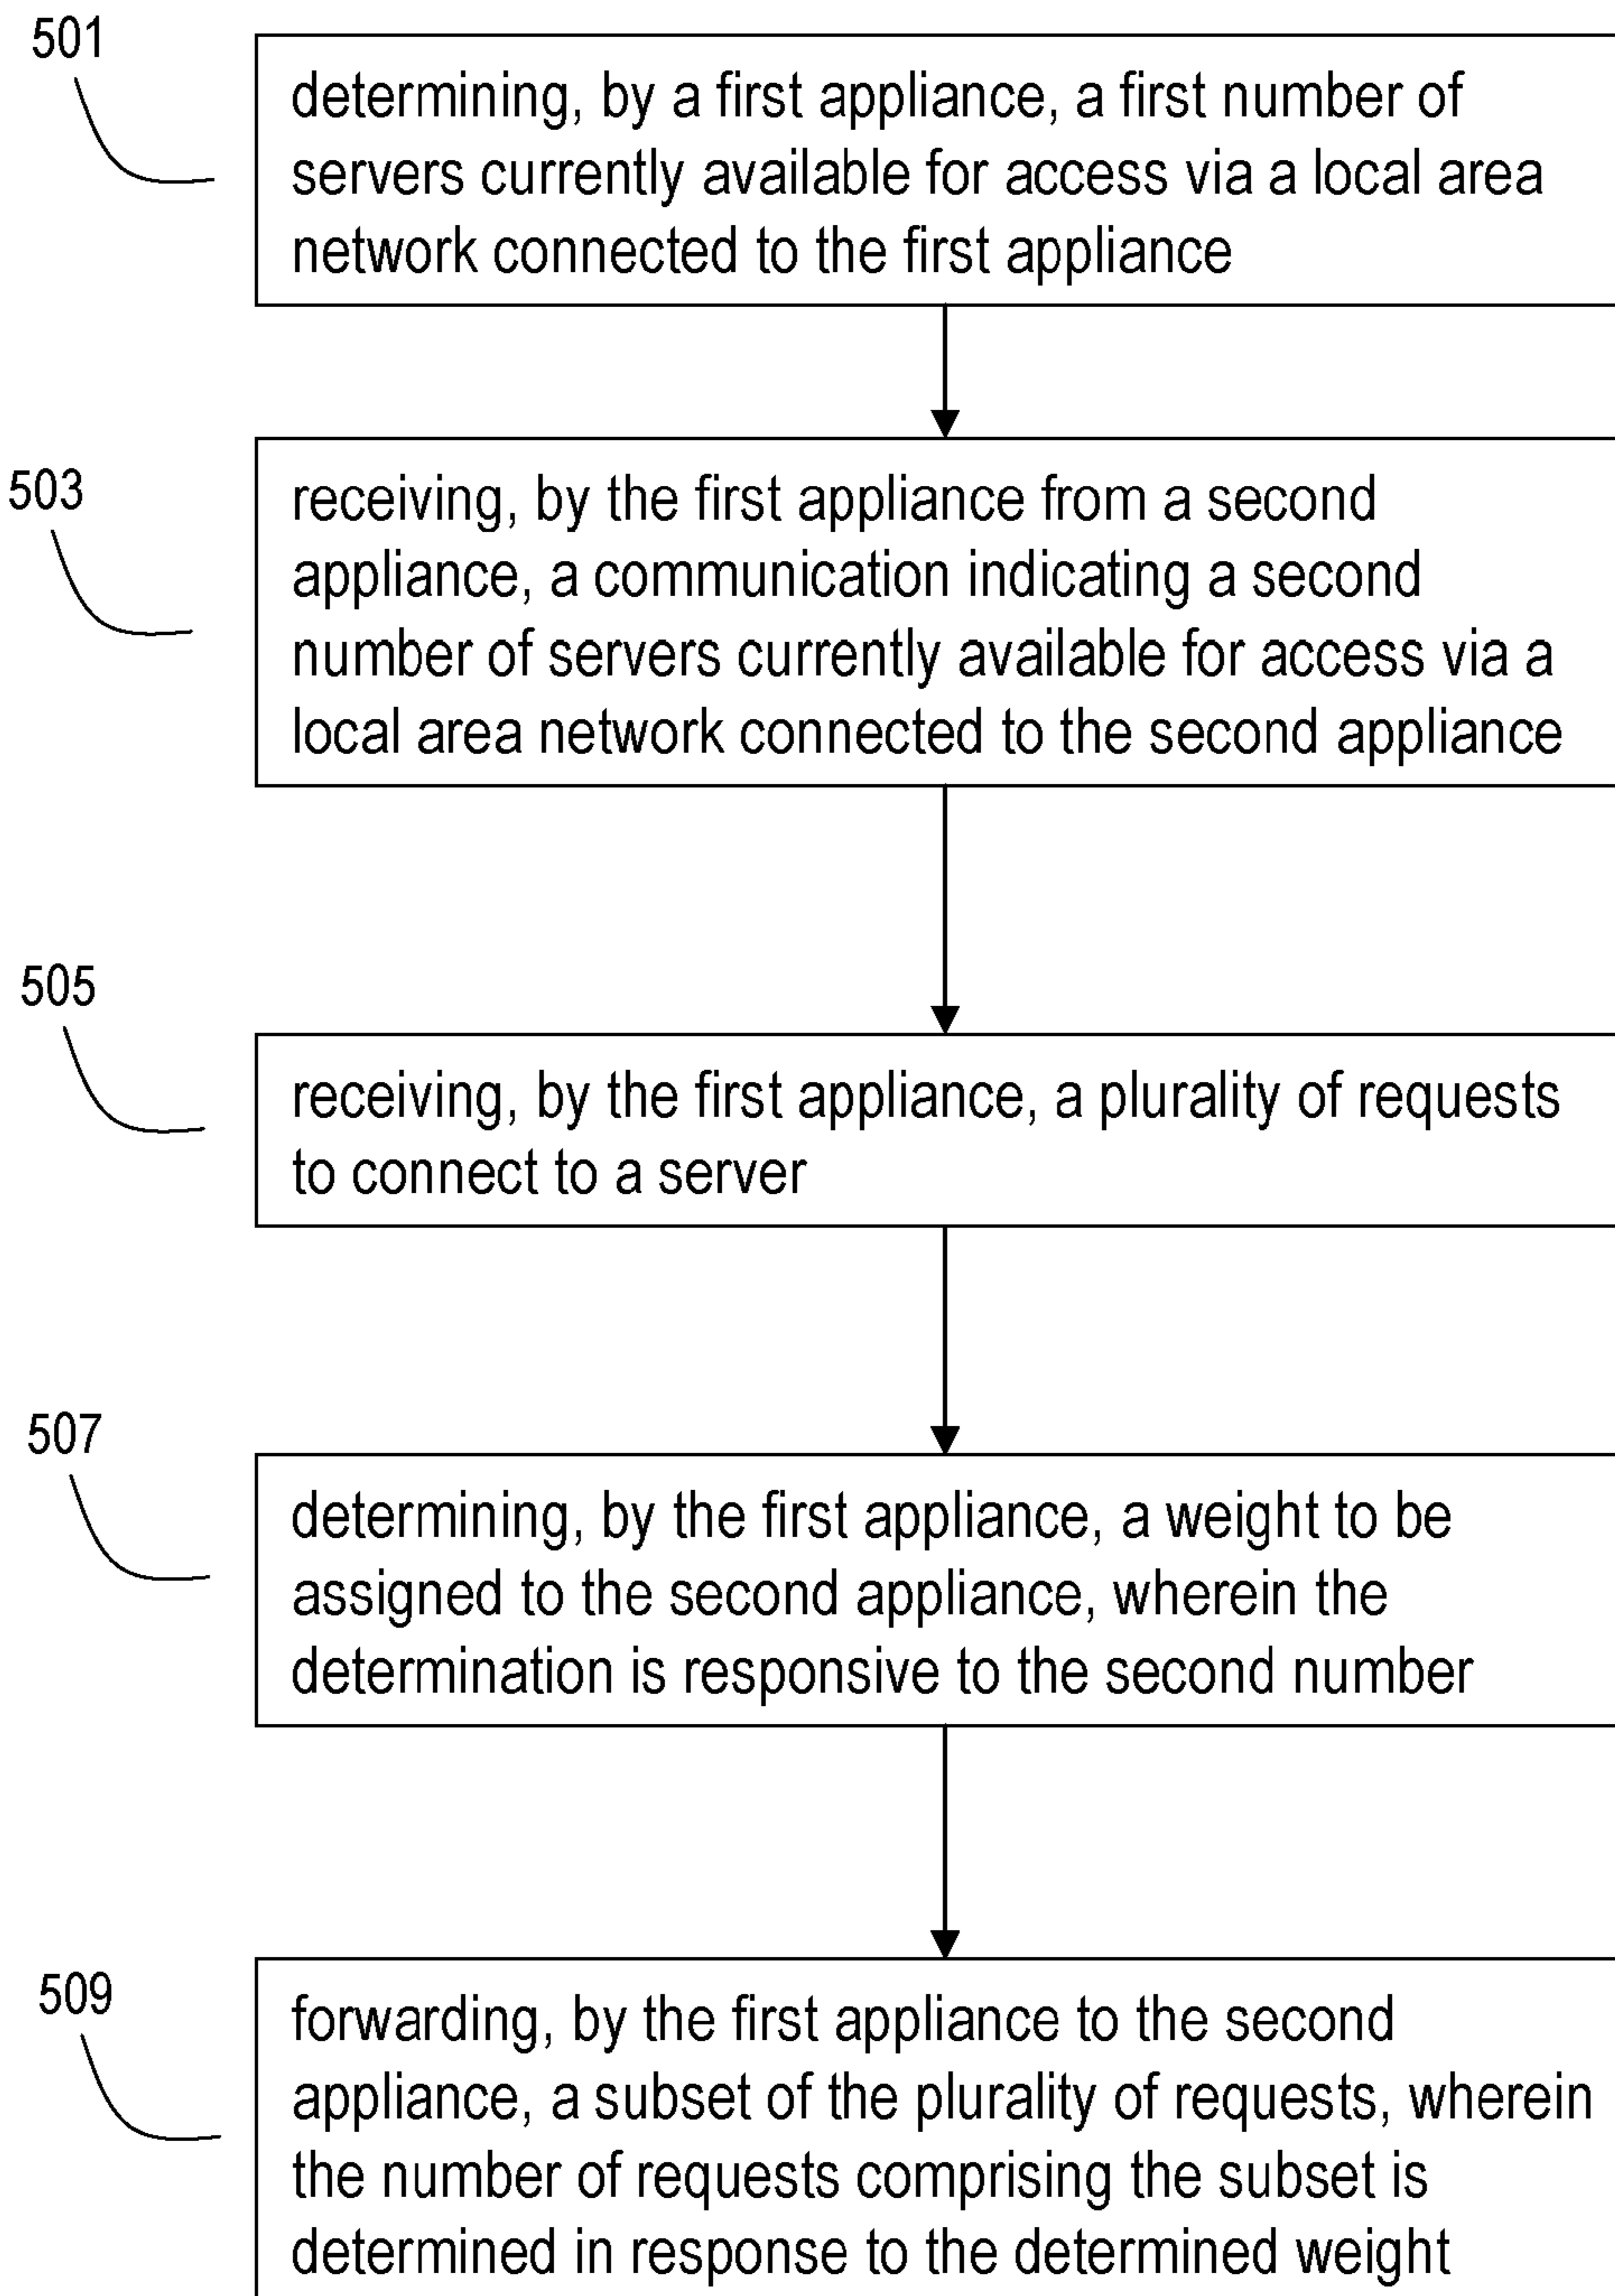 501
determining, by a first appliance, a first number of
servers currently available for access via a local area
network connected to the first appliance
503
receiving, by the first appliance from a second
appliance, a communication indicating a second
number of servers currently available for access via a
local area network connected to the second appliance
505
receiving, by the first appliance, a plurality of requests
to connect to a server
507
determining, by the first appliance, a weight to be
assigned to the second appliance, wherein the
determination is responsive to the second number
509
forwarding, by the first appliance to the second
appliance, a subset of the plurality of requests, wherein
the number of requests comprising the subset is
determined in response to the determined weight